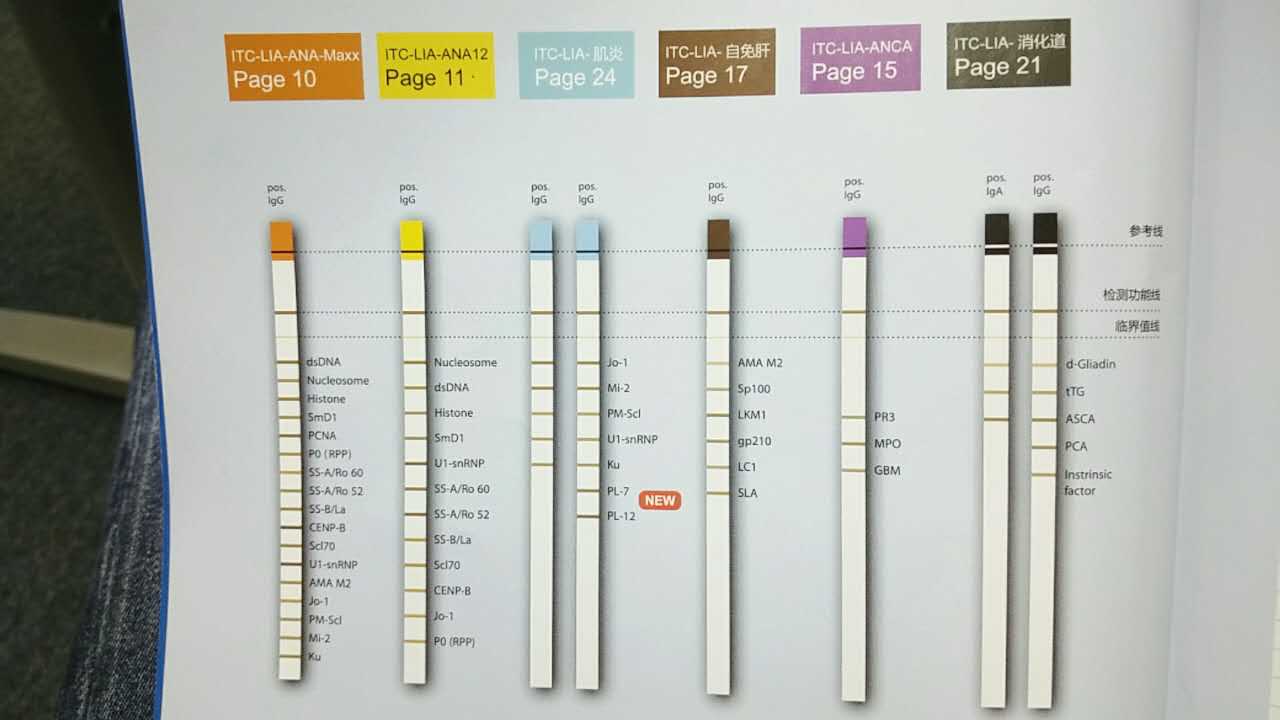 ITC-LIA-ANA-Maxx
Page 10
ITC-LIA-ANA12
Page 11
ITC-LIA- 肌炎
Page 24
ITC-LIA- 自免肝
Page 17
ITC-LIA-ANCA
Page 15
ITC-LIA- 消化道
Page 21
pos.
IgG
pos.
IgG
pos.
IgG
pos.
IgG
pos.
IgG
pos.
IgG
pos.
IgA
pos.
IgG
参考线
检测功能线
临界值线
dsDNA
Nucleosome
Histone
SmD1
PCNA
P0 (RPP)
SS-A/Ro 60
SS-A/Ro 52
SS-B/La
CENP-B
Scl70
U1-snRNP
AMA M2
Jo-1
PM-Scl
Mi-2
Ku
Nucleosome
dsDNA
Histone
SmD1
U1-snRNP
SS-A/Ro 60
SS-A/Ro 52
SS-B/La
Scl70
CENP-B
Jo-1
P0 (RPP)
Jo-1
Mi-2
PM-Scl
U1-snRNP
Ku
PL-7
PL-12
NEW
AMA M2
Sp100
LKM1
gp210
LC1
SLA
PR3
MPO
GBM
d-Gliadin
tTG
ASCA
PCA
Instrinsic
factor